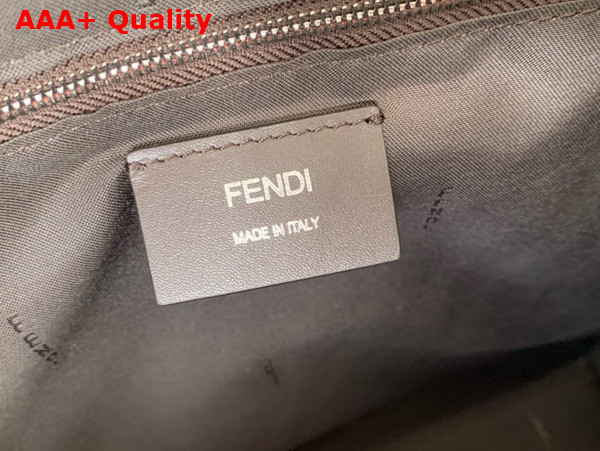 AAA+ Quality
FENDI
MADE IN ITALY